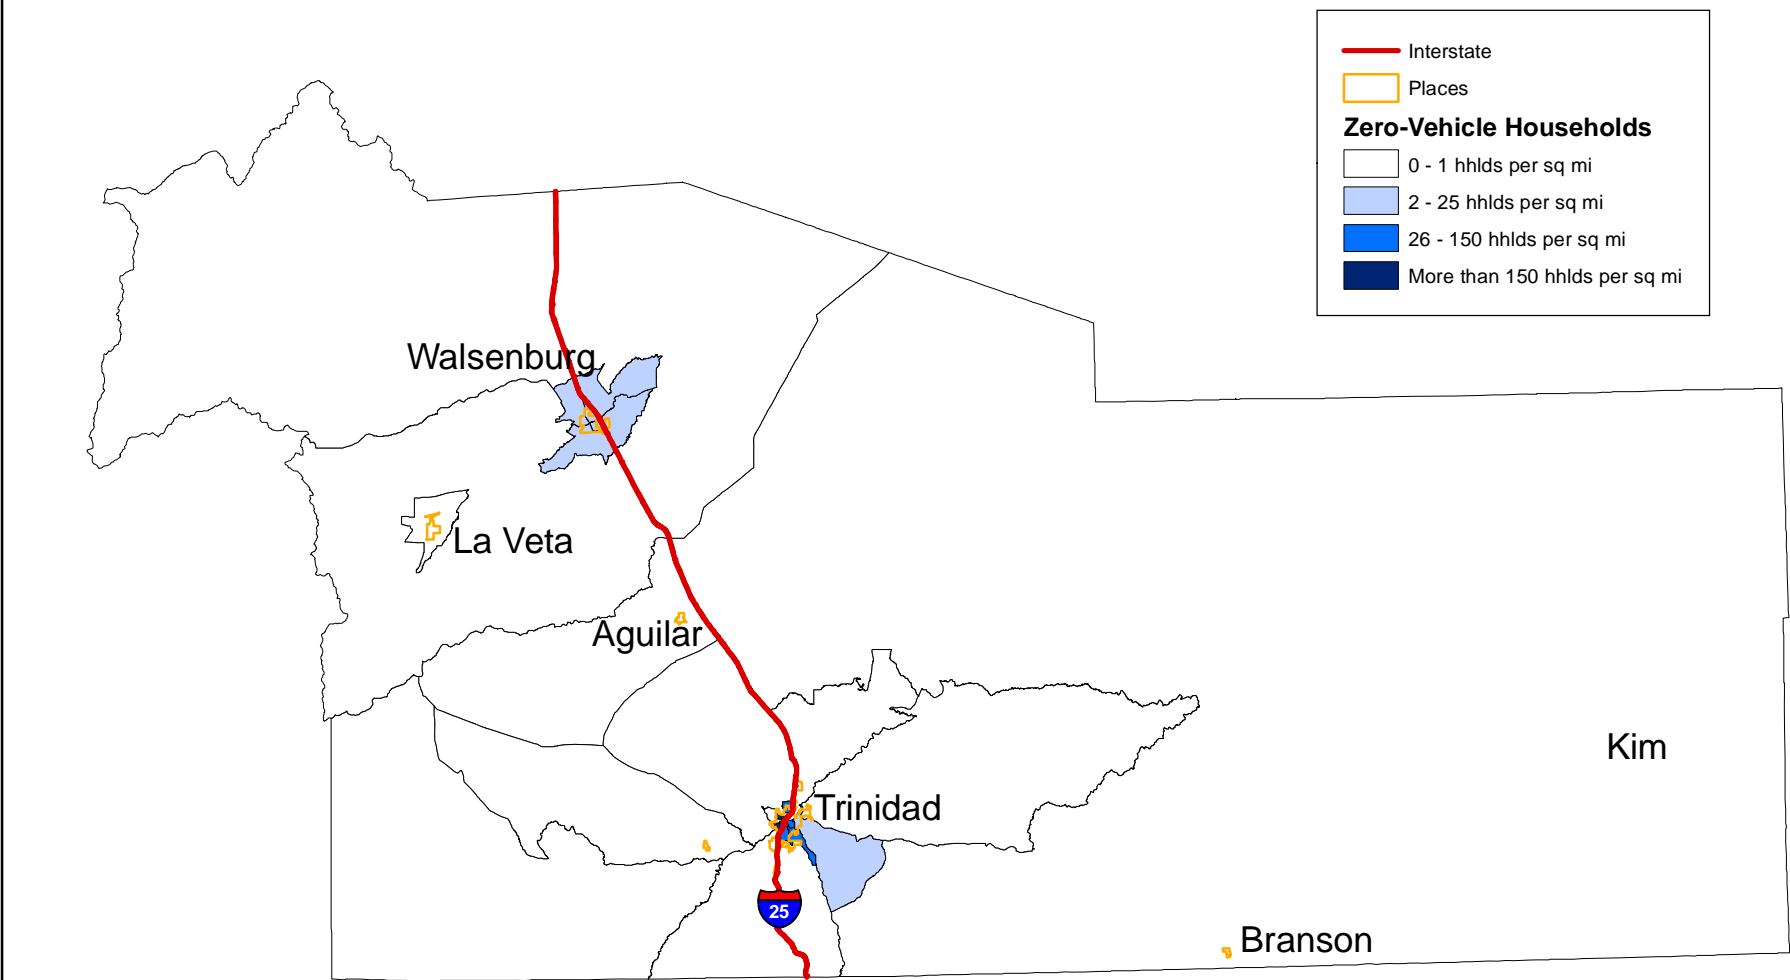 Interstate
Places
Zero-Vehicle Households
0 - 1 hhlds per sq mi
2 - 25 hhlds per sq mi
26 - 150 hhlds per sq mi
More than 150 hhlds per sq mi
Walsenburg
La Veta
Aguilar
Kim
Trinidad
25
Branson